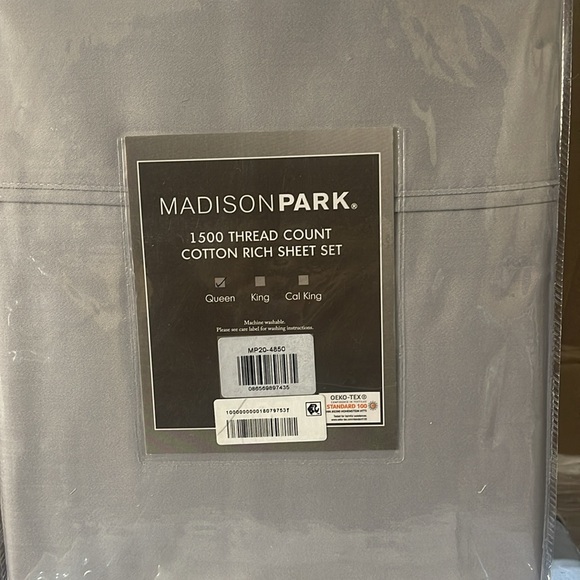 MADISONPARK®
1500 THREAD COUNT
COTTON RICH SHEET SET
Queen King Cal King
Machine washable.
Please see care label for washing instructions.
MP20-4850
086569897435
OEKO-TEX®
STANDARD 100